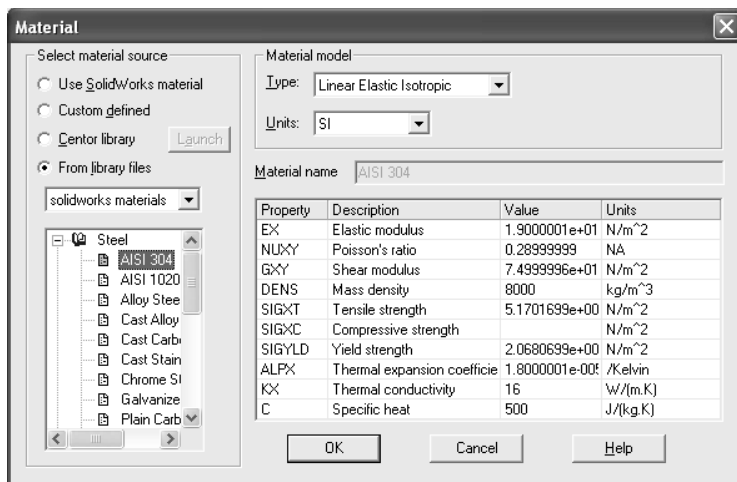 Material
Select material source
Use SolidWorks material
Custom defined
Centor library
Launch
From library files
solidworks materials
Steel
AISI 304
AISI 1020
Alloy Stee
Cast Alloy
Cast Carb
Cast Stain
Chrome St
Galvanize
Plain Carb
Material model
Type: Linear Elastic Isotropic
Units: SI
Material name AISI 304
Property Description Value Units
EX Elastic modulus 1.9000001e+01 N/m^2
NUXY Poisson's ratio 0.28999999 NA
GXY Shear modulus 7.4999996e+01 N/m^2
DENS Mass density 8000 kg/m^3
SIGXT Tensile strength 5.1701699e+00 N/m^2
SIGXC Compressive strength N/m^2
SIGYLD Yield strength 2.0680699e+00 N/m^2
ALPX Thermal expansion coefficie 1.8000001e-005 /Kelvin
KX Thermal conductivity 16 W/(m.K)
C Specific heat 500 J/(kg.K)
OK Cancel Help